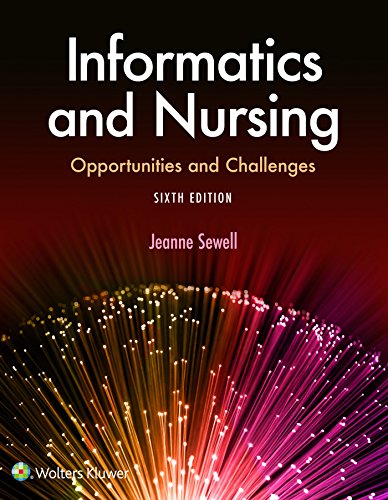 Informatics
and Nursing
Opportunities and Challenges
SIXTH EDITION
Jeanne Sewell
Wolters Kluwer